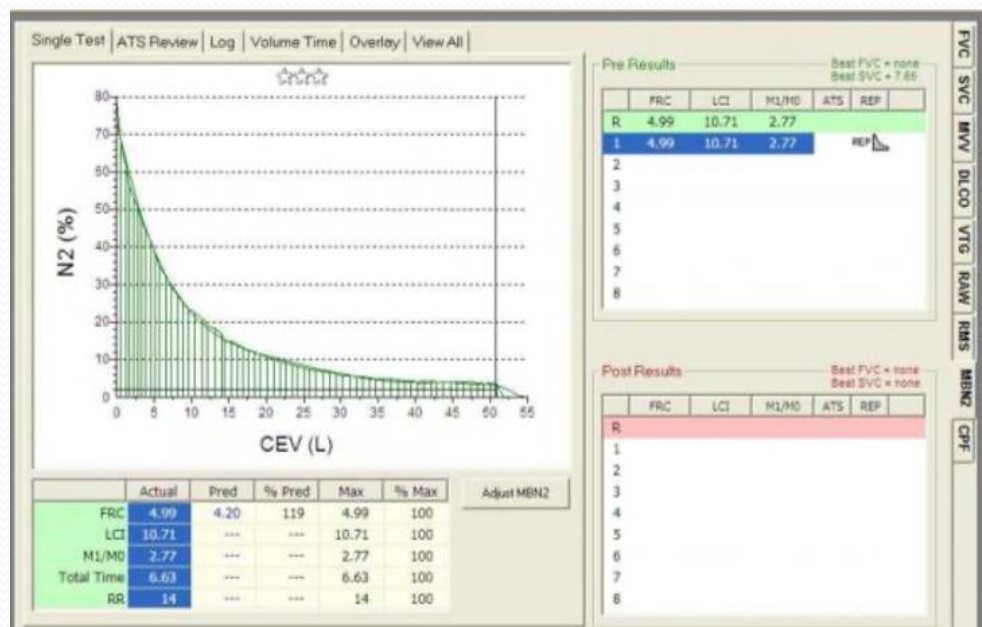 Single Test ATS Review Log Volume Time Overlay View All
N2 (%)
80
70
60
50
40
30
20
10
0
0 5 10 15 20 25 30 35 40 45 50 55
CEV (L)
Actual Pred % Pred Max % Max
FRC 4.99 4.20 119 4.99 100
LCI 10.71 --- --- 10.71 100
M1/M0 2.77 --- --- 2.77 100
Total Time 6.63 --- --- 6.63 100
RR 14 --- --- 14 100
Adjust MBN2
Pre Results
Best FVC = none
Best SVC = 7.65
FRC LCI M1/M0 ATS REP
R 4.99 10.71 2.77
1 4.99 10.71 2.77 REP
2
3
4
5
6
7
8
Post Results
Best FVC = none
Best SVC = none
FRC LCI M1/M0 ATS REP
R
1
2
3
4
5
6
7
8
FVC
SVC
MVV
DLCO
VTG
RAW
RMS
MBN2
CPF